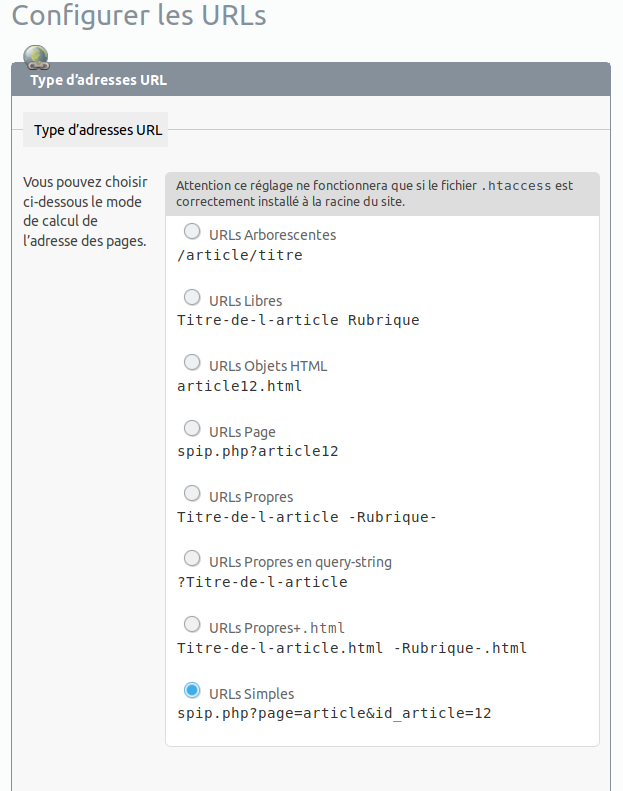 Configurer les URLs
Type d'adresses URL
Type d'adresses URL
Vous pouvez choisir
ci-dessous le mode
de calcul de
l'adresse des pages.
Attention ce réglage ne fonctionnera que si le fichier .htaccess est
correctement installé à la racine du site.
URLs Arborescentes
/article/titre
URLs Libres
Titre-de-l-article Rubrique
URLs Objets HTML
article12.html
URLs Page
spip.php?article12
URLs Propres
Titre-de-l-article -Rubrique-
URLs Propres en query-string
?Titre-de-l-article
URLs Propres+.html
Titre-de-l-article.html -Rubrique-.html
URLs Simples
spip.php?page=article&id_article=12